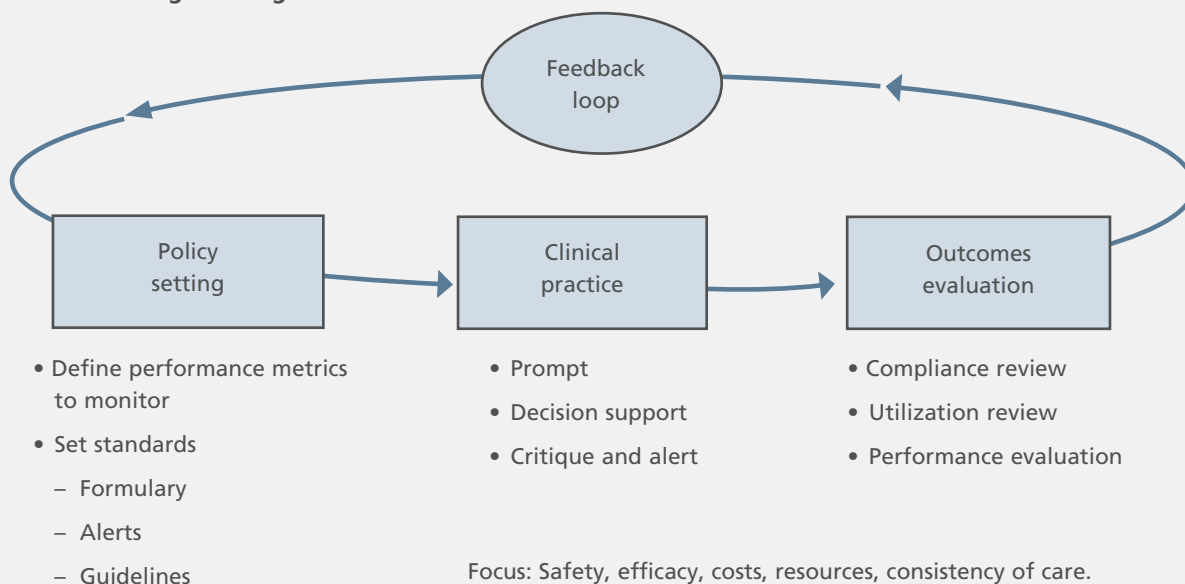 Feedback
loop
Policy
setting
Clinical
practice
Outcomes
evaluation
• Define performance metrics
to monitor
• Set standards
– Formulary
– Alerts
– Guidelines
• Prompt
• Decision support
• Critique and alert
• Compliance review
• Utilization review
• Performance evaluation
Focus: Safety, efficacy, costs, resources, consistency of care.